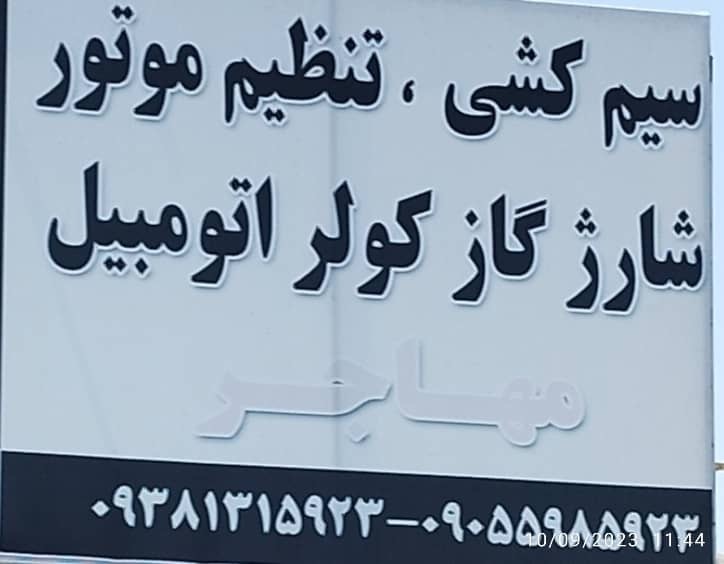 سیم کشی ، تنظیم موتور
شارژ گاز کولر اتومبیل
مهاجر
۰۹۰۵۵۹۸۵۹۲۳-۰۹۳۸۱۳۱۵۹۲۳
10/09/2023 11:44